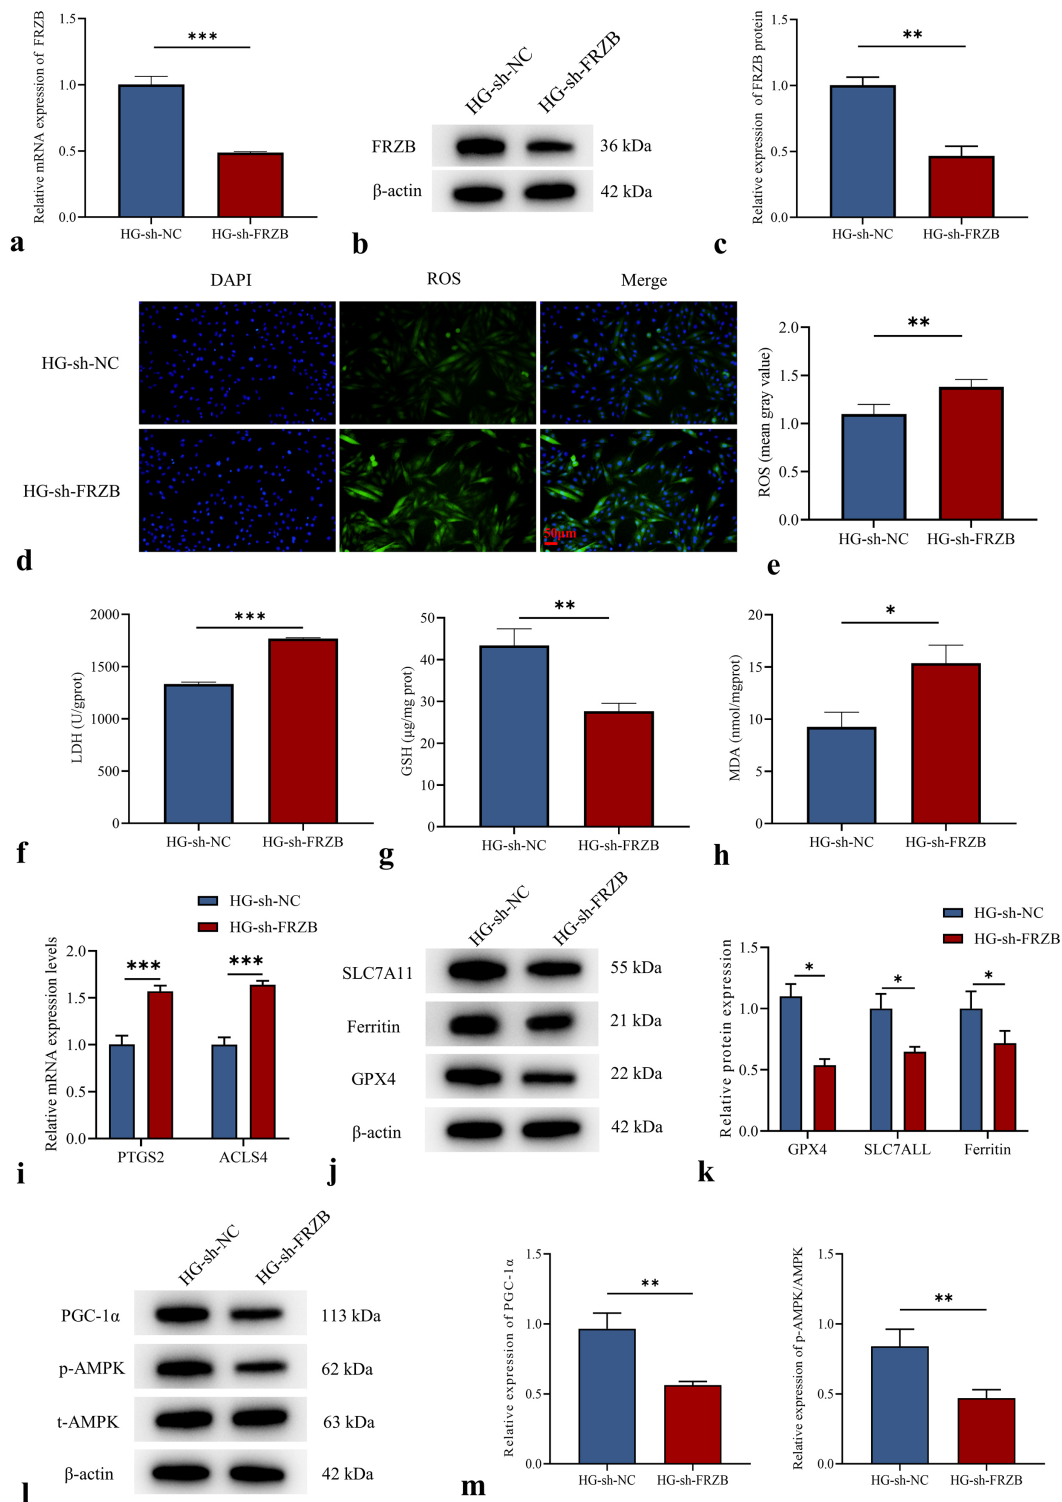 Relative mRNA expression of FRZB
1.5
1.0
0.5
0.0
***
HG-sh-NC
HG-sh-FRZB
a
HG-sh-NC
HG-sh-FRZB
FRZB
36 kDa
β-actin
42 kDa
b
Relative expression of FRZB protein
1.5
1.0
0.5
0.0
**
HG-sh-NC
HG-sh-FRZB
c
DAPI
ROS
Merge
HG-sh-NC
HG-sh-FRZB
50μm
d
ROS (mean gray value)
2.0
1.5
1.0
0.5
0.0
**
HG-sh-NC
HG-sh-FRZB
e
LDH (U/gprot)
2000
1500
1000
500
0
***
HG-sh-NC
HG-sh-FRZB
f
GSH (μg/mg prot)
50
40
30
20
10
0
**
HG-sh-NC
HG-sh-FRZB
g
MDA (nmol/mgprot)
20
15
10
5
0
*
HG-sh-NC
HG-sh-FRZB
h
HG-sh-NC
HG-sh-FRZB
Relative mRNA expression levels
2.0
1.5
1.0
0.5
0.0
***
***
PTGS2
ACLS4
i
HG-sh-NC
HG-sh-FRZB
SLC7A11
55 kDa
Ferritin
21 kDa
GPX4
22 kDa
β-actin
42 kDa
j
HG-sh-NC
HG-sh-FRZB
Relative protein expression
1.5
1.0
0.5
0.0
*
*
*
GPX4
SLC7ALL
Ferritin
k
HG-sh-NC
HG-sh-FRZB
PGC-1α
113 kDa
p-AMPK
62 kDa
t-AMPK
63 kDa
β-actin
42 kDa
l
Relative expression of PGC-1α
1.5
1.0
0.5
0.0
**
HG-sh-NC
HG-sh-FRZB
Relative expression of p-AMPK/AMPK
1.5
1.0
0.5
0.0
**
HG-sh-NC
HG-sh-FRZB
m